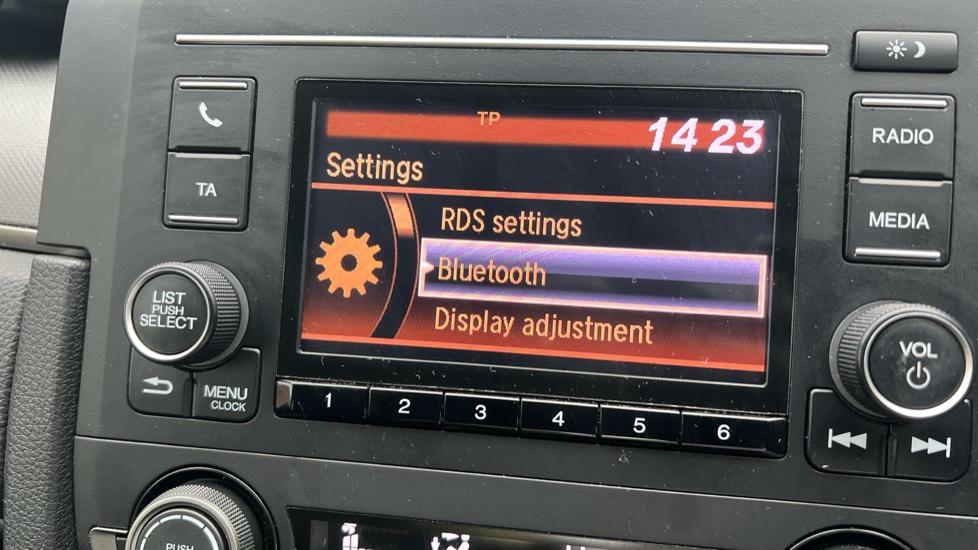 TP
14 23
Settings
RDS settings
Bluetooth
Display adjustment
TA
LIST
PUSH
SELECT
MENU
CLOCK
1 2 3 4 5 6
RADIO
MEDIA
VOL
PUSH